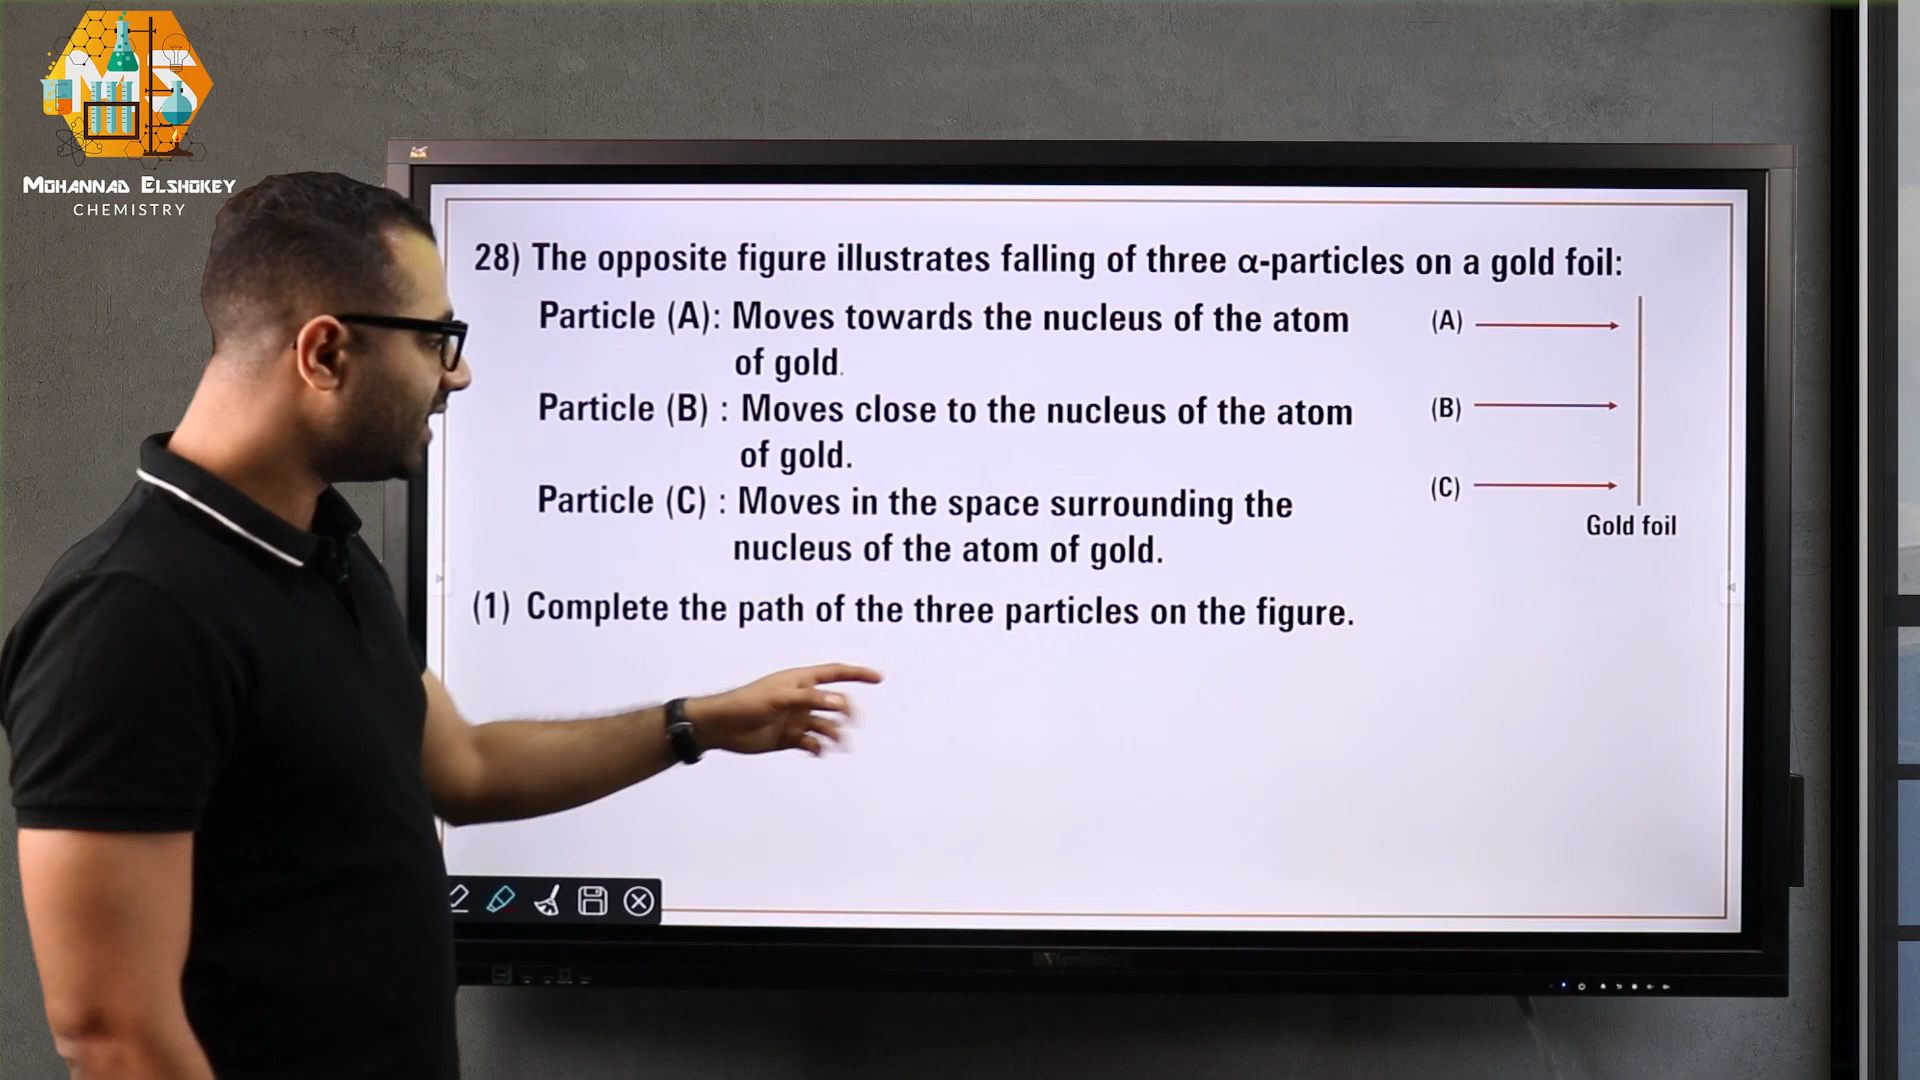 MS
MOHANNAD ELSHOKEY
CHEMISTRY
28) The opposite figure illustrates falling of three α-particles on a gold foil:
Particle (A): Moves towards the nucleus of the atom
of gold.
Particle (B) : Moves close to the nucleus of the atom
of gold.
Particle (C) : Moves in the space surrounding the
nucleus of the atom of gold.
(A)
(B)
(C)
Gold foil
(1) Complete the path of the three particles on the figure.